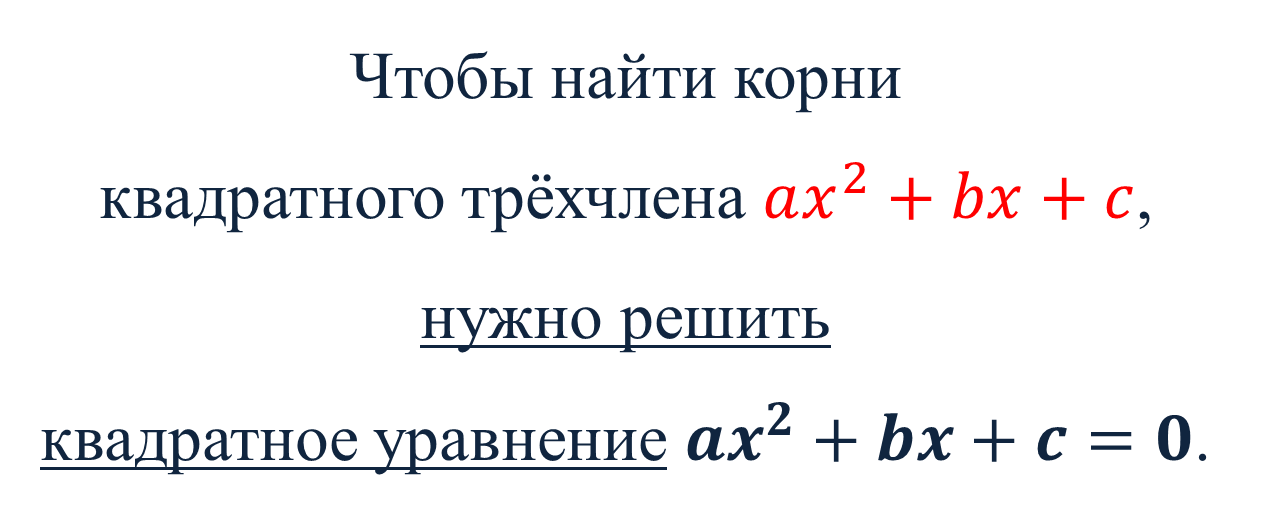 Чтобы найти корни
квадратного трёхчлена ax² + bx + c,
нужно решить
квадратное уравнение ax² + bx + c = 0.